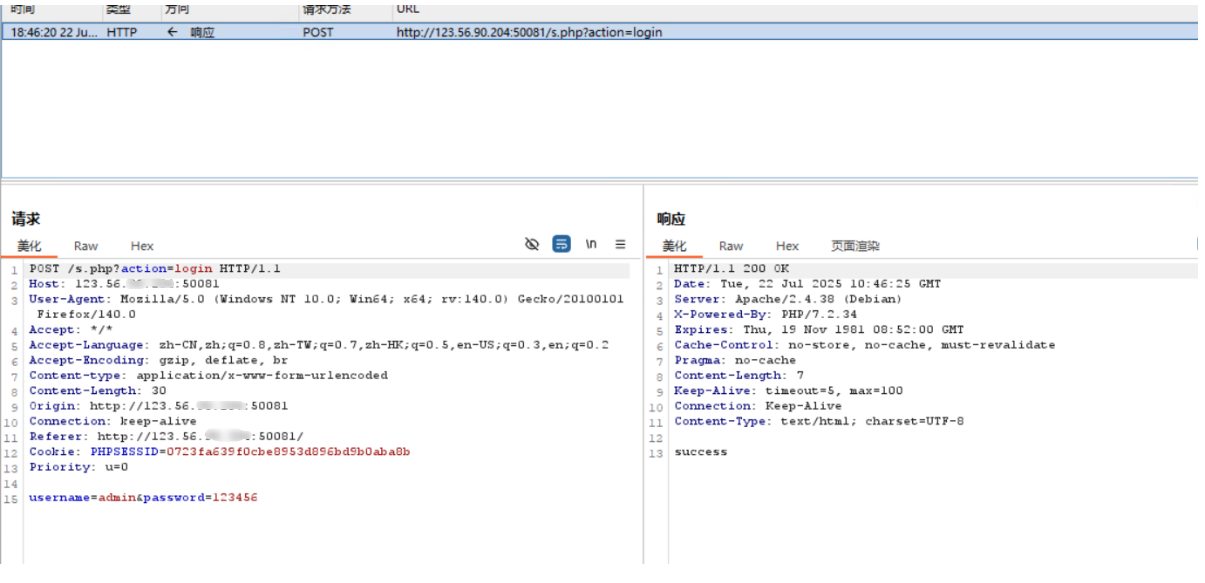 时间 类型 方向 请求方法 URL
18:46:20 22 Ju... HTTP ← 响应 POST http://123.56.90.204:50081/s.php?action=login
请求
美化 Raw Hex \n
1 POST /s.php?action=login HTTP/1.1
2 Host: 123.56. :50081
3 User-Agent: Mozilla/5.0 (Windows NT 10.0; Win64; x64; rv:140.0) Gecko/20100101
Firefox/140.0
4 Accept: */*
5 Accept-Language: zh-CN,zh;q=0.8,zh-TW;q=0.7,zh-HK;q=0.5,en-US;q=0.3,en;q=0.2
6 Accept-Encoding: gzip, deflate, br
7 Content-type: application/x-www-form-urlencoded
8 Content-Length: 30
9 Origin: http://123.56. :50081
10 Connection: keep-alive
11 Referer: http://123.56. :50081/
12 Cookie: PHPSESSID=0723fa639f0cbe8953d896bd9b0aba8b
13 Priority: u=0
14
15 username=admin&password=123456
响应
美化 Raw Hex 页面渲染
1 HTTP/1.1 200 OK
2 Date: Tue, 22 Jul 2025 10:46:25 GMT
3 Server: Apache/2.4.38 (Debian)
4 X-Powered-By: PHP/7.2.34
5 Expires: Thu, 19 Nov 1981 08:52:00 GMT
6 Cache-Control: no-store, no-cache, must-revalidate
7 Pragma: no-cache
8 Content-Length: 7
9 Keep-Alive: timeout=5, max=100
10 Connection: Keep-Alive
11 Content-Type: text/html; charset=UTF-8
12
13 success